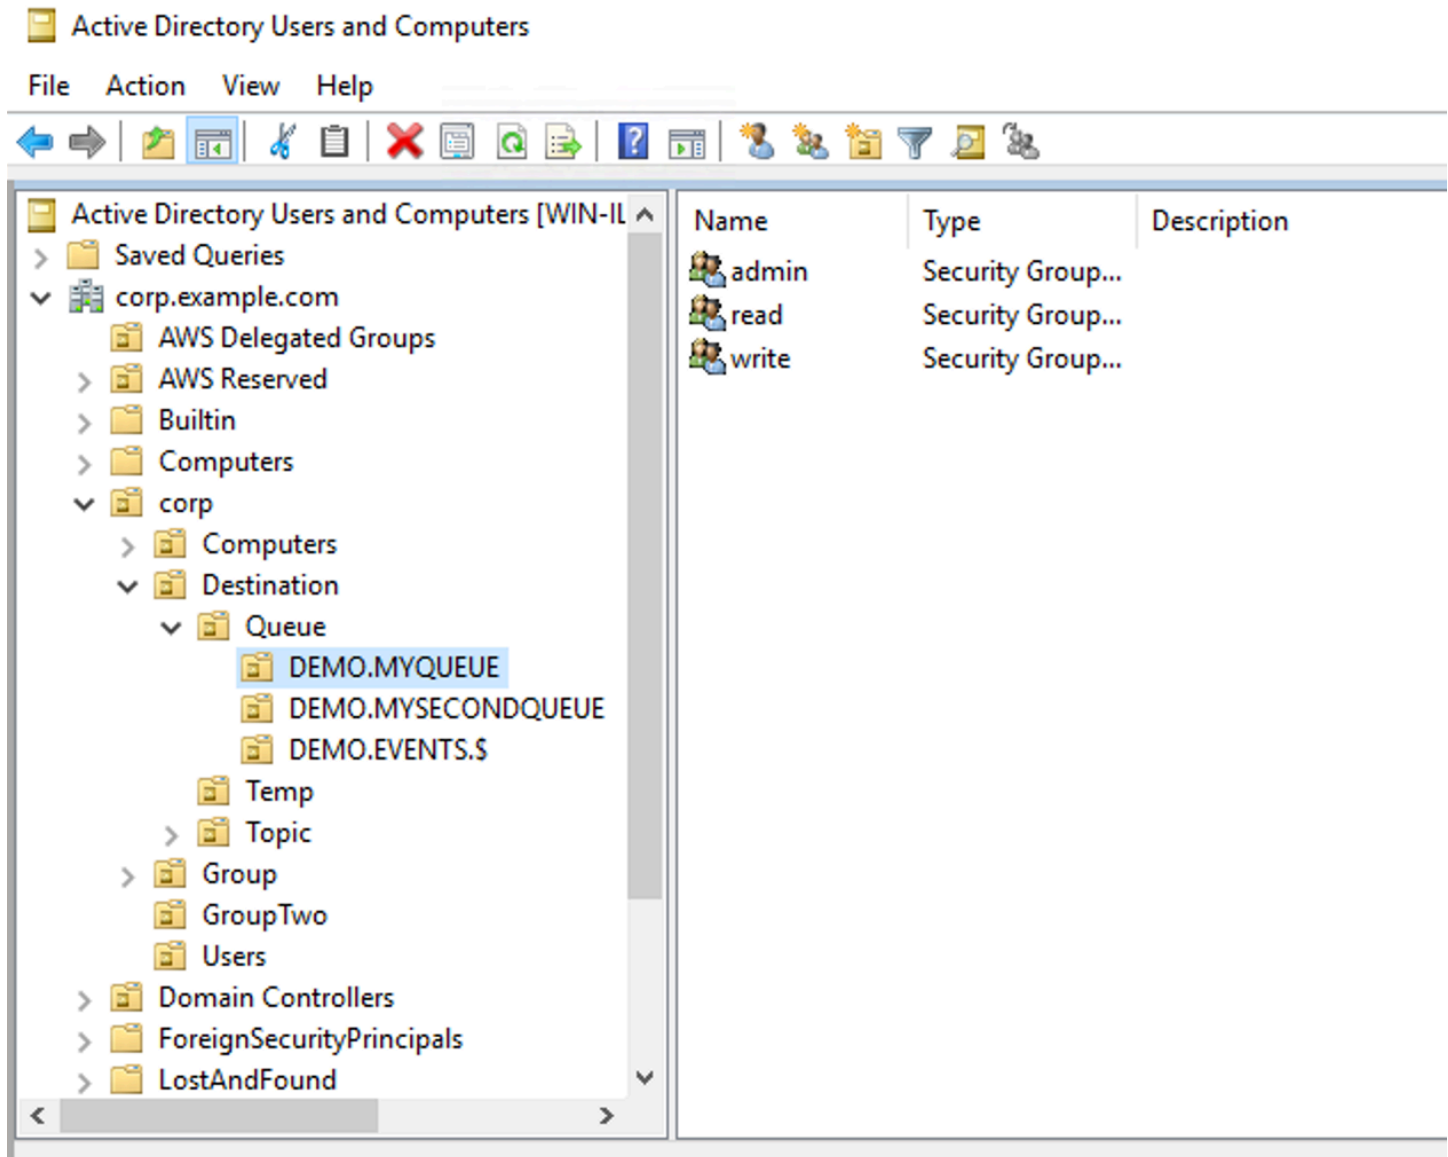 Active Directory Users and Computers
File Action View Help
Active Directory Users and Computers [WIN-IL
Saved Queries
corp.example.com
AWS Delegated Groups
AWS Reserved
Builtin
Computers
corp
Computers
Destination
Queue
DEMO.MYQUEUE
DEMO.MYSECONDQUEUE
DEMO.EVENTS.$
Temp
Topic
Group
GroupTwo
Users
Domain Controllers
ForeignSecurityPrincipals
LostAndFound
Name Type Description
admin Security Group...
read Security Group...
write Security Group...